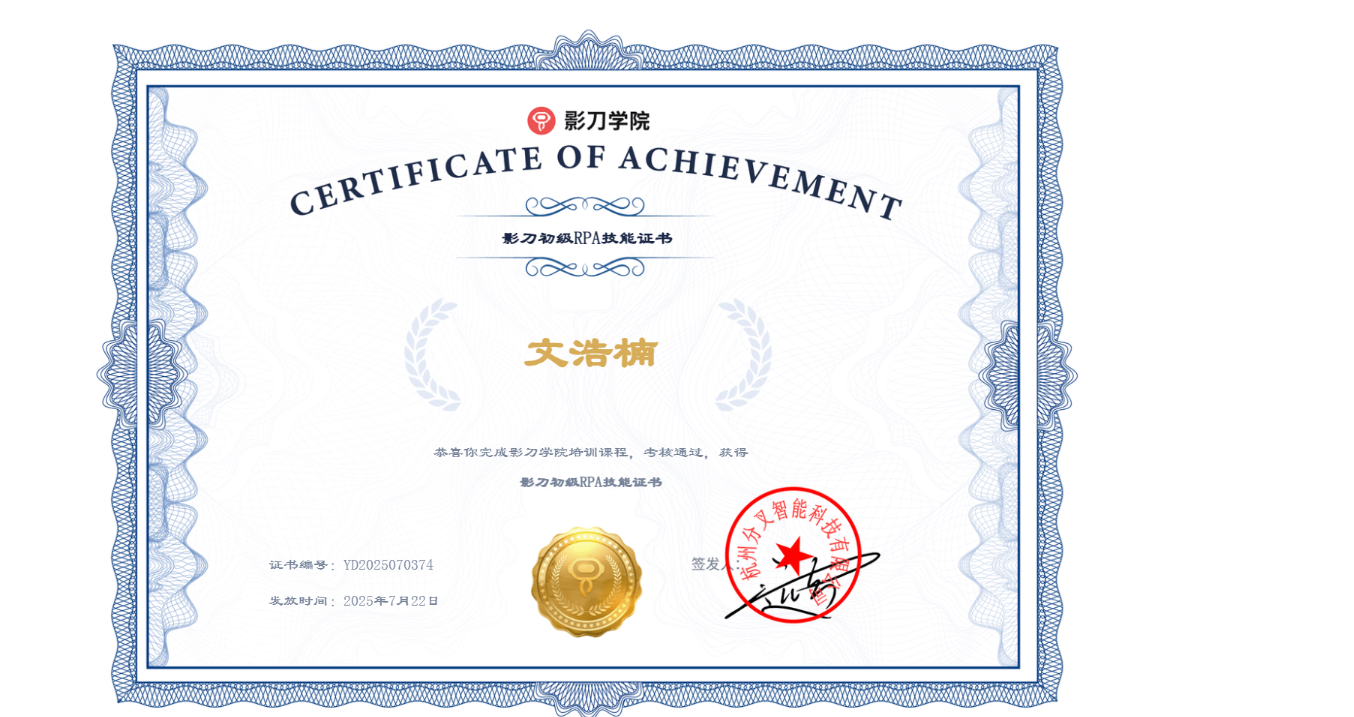 影刀学院
CERTIFICATE OF ACHIEVEMENT
影刀初级RPA技能证书
文浩楠
恭喜你完成影刀学院培训课程，考核通过，获得
影刀初级RPA技能证书
证书编号：YD2025070374
签发人：
杭州分叉智能科技有限公司
发放时间：2025年7月22日